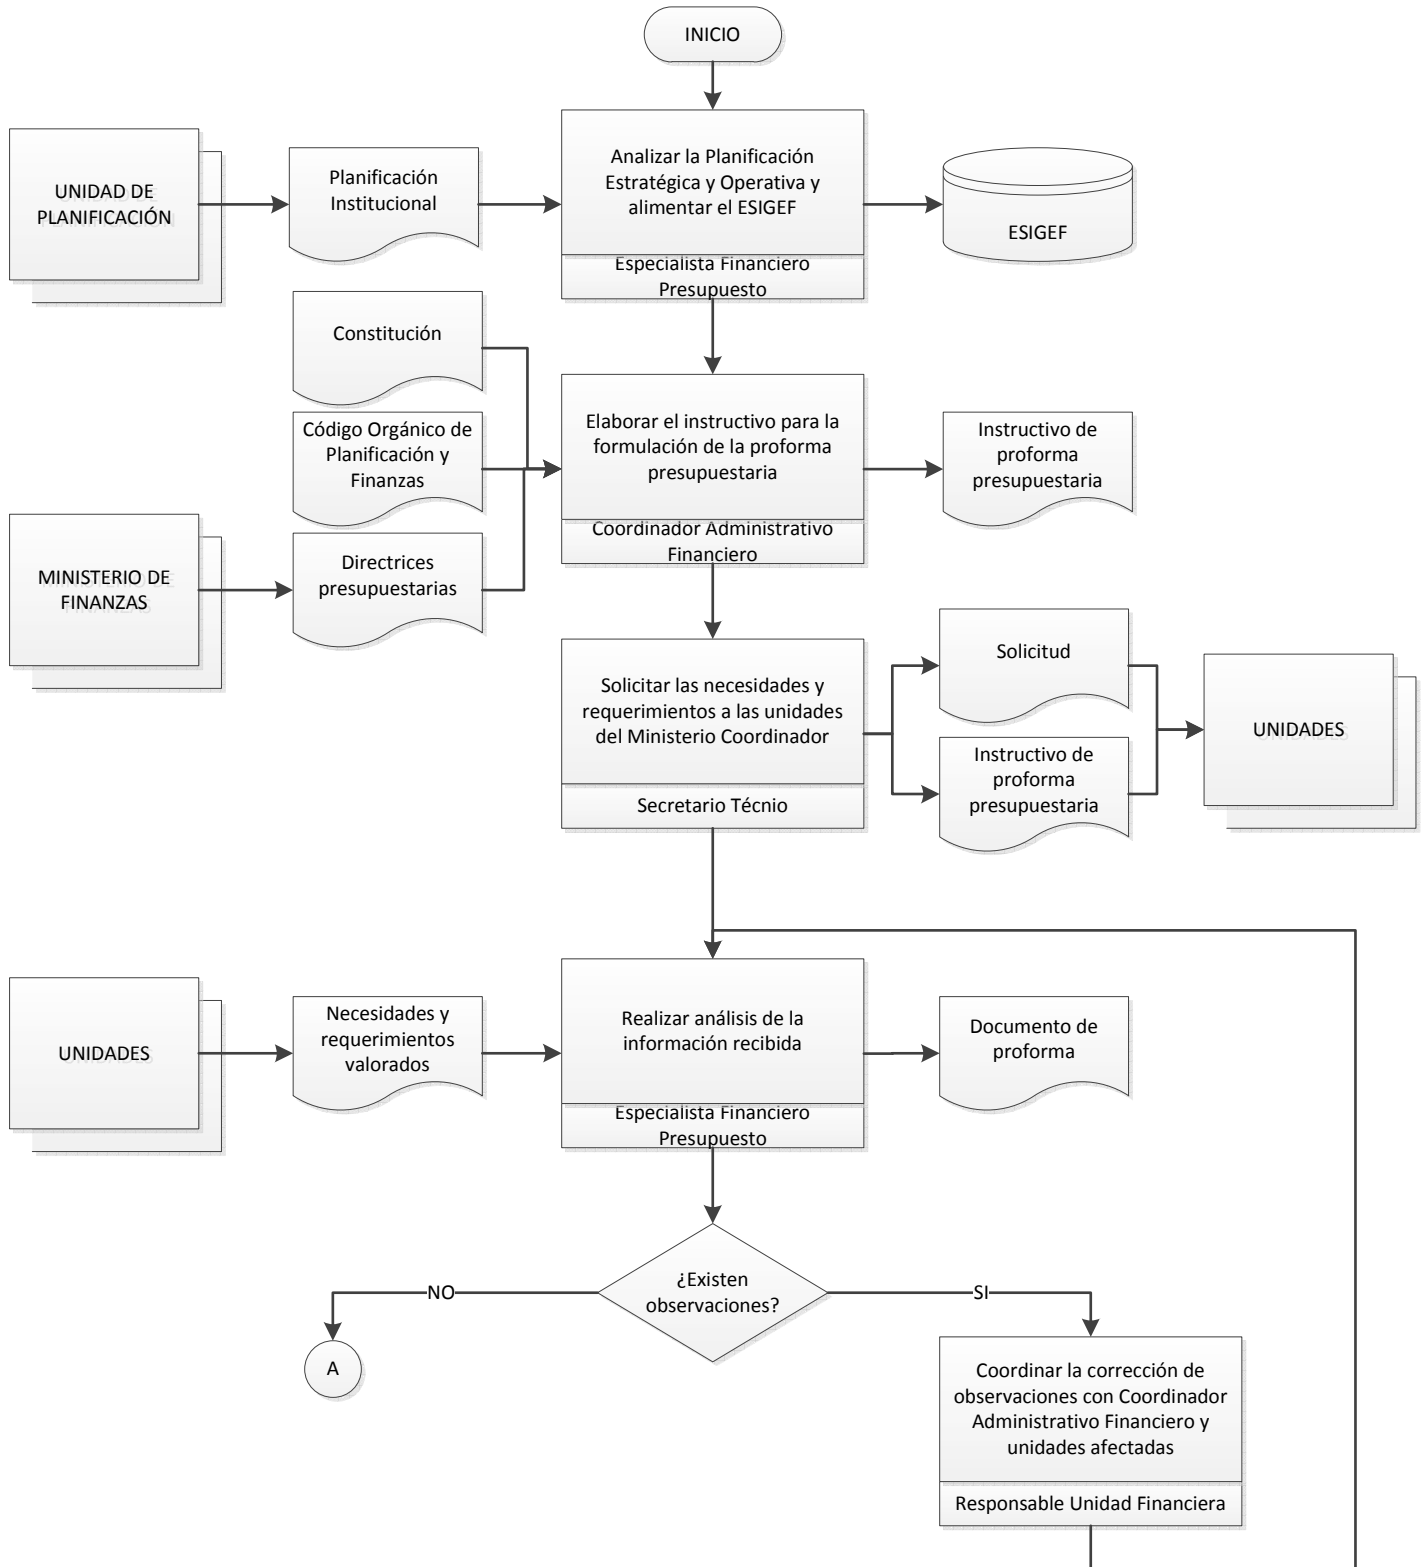 INICIO
UNIDAD DE
PLANIFICACIÓN
Planificación
Institucional
Analizar la Planificación
Estratégica y Operativa y
alimentar el ESIGEF
Especialista Financiero
Presupuesto
ESIGEF
Constitución
Código Orgánico de
Planificación y
Finanzas
MINISTERIO DE
FINANZAS
Directrices
presupuestarias
Elaborar el instructivo para la
formulación de la proforma
presupuestaria
Coordinador Administrativo
Financiero
Instructivo de
proforma
presupuestaria
Solicitar las necesidades y
requerimientos a las unidades
del Ministerio Coordinador
Secretario Técnio
Solicitud
Instructivo de
proforma
presupuestaria
UNIDADES
UNIDADES
Necesidades y
requerimientos
valorados
Realizar análisis de la
información recibida
Especialista Financiero
Presupuesto
Documento de
proforma
¿Existen
observaciones?
NO
SI
A
Coordinar la corrección de
observaciones con Coordinador
Administrativo Financiero y
unidades afectadas
Responsable Unidad Financiera